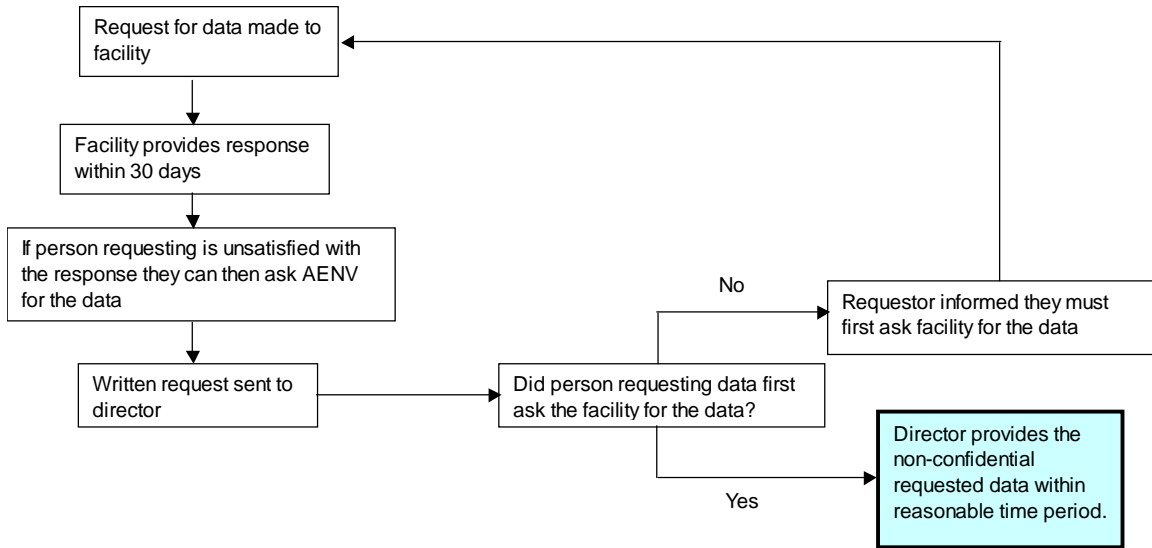 Request for data made to
facility
Facility provides response
within 30 days
If person requesting is unsatisfied with
the response they can then ask AENV
for the data
Written request sent to
director
Did person requesting data first
ask the facility for the data?
No
Requestor informed they must
first ask facility for the data
Yes
Director provides the
non-confidential
requested data within
reasonable time period.